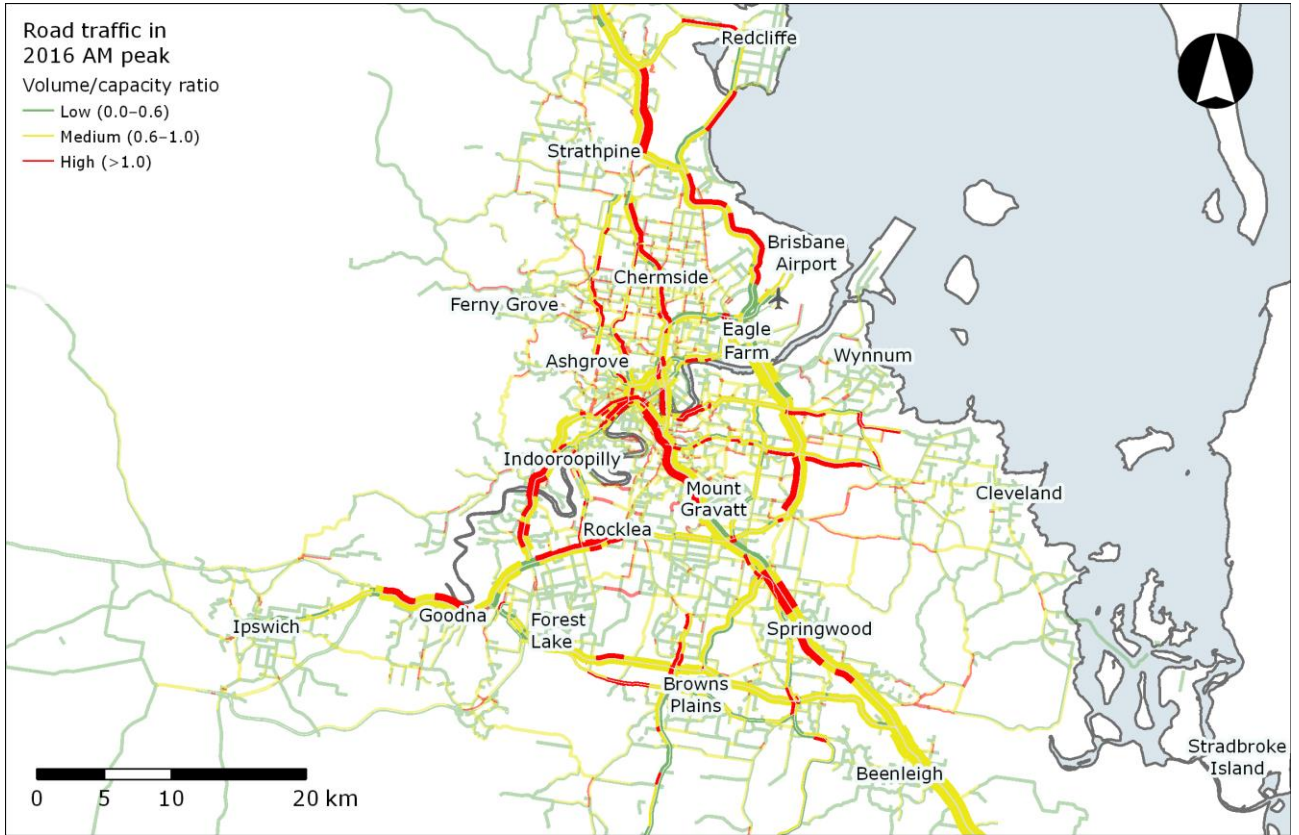 Road traffic in
2016 AM peak
Volume/capacity ratio
Low (0.0–0.6)
Medium (0.6–1.0)
High (>1.0)
Redcliffe
Strathpine
Brisbane
Airport
Chermside
Ferny Grove
Eagle
Farm
Ashgrove
Wynnum
Indooroopilly
Mount
Gravatt
Cleveland
Rocklea
Goodna
Ipswich
Forest
Lake
Springwood
Browns
Plains
Beenleigh
Stradbroke
Island
0 5 10 20 km